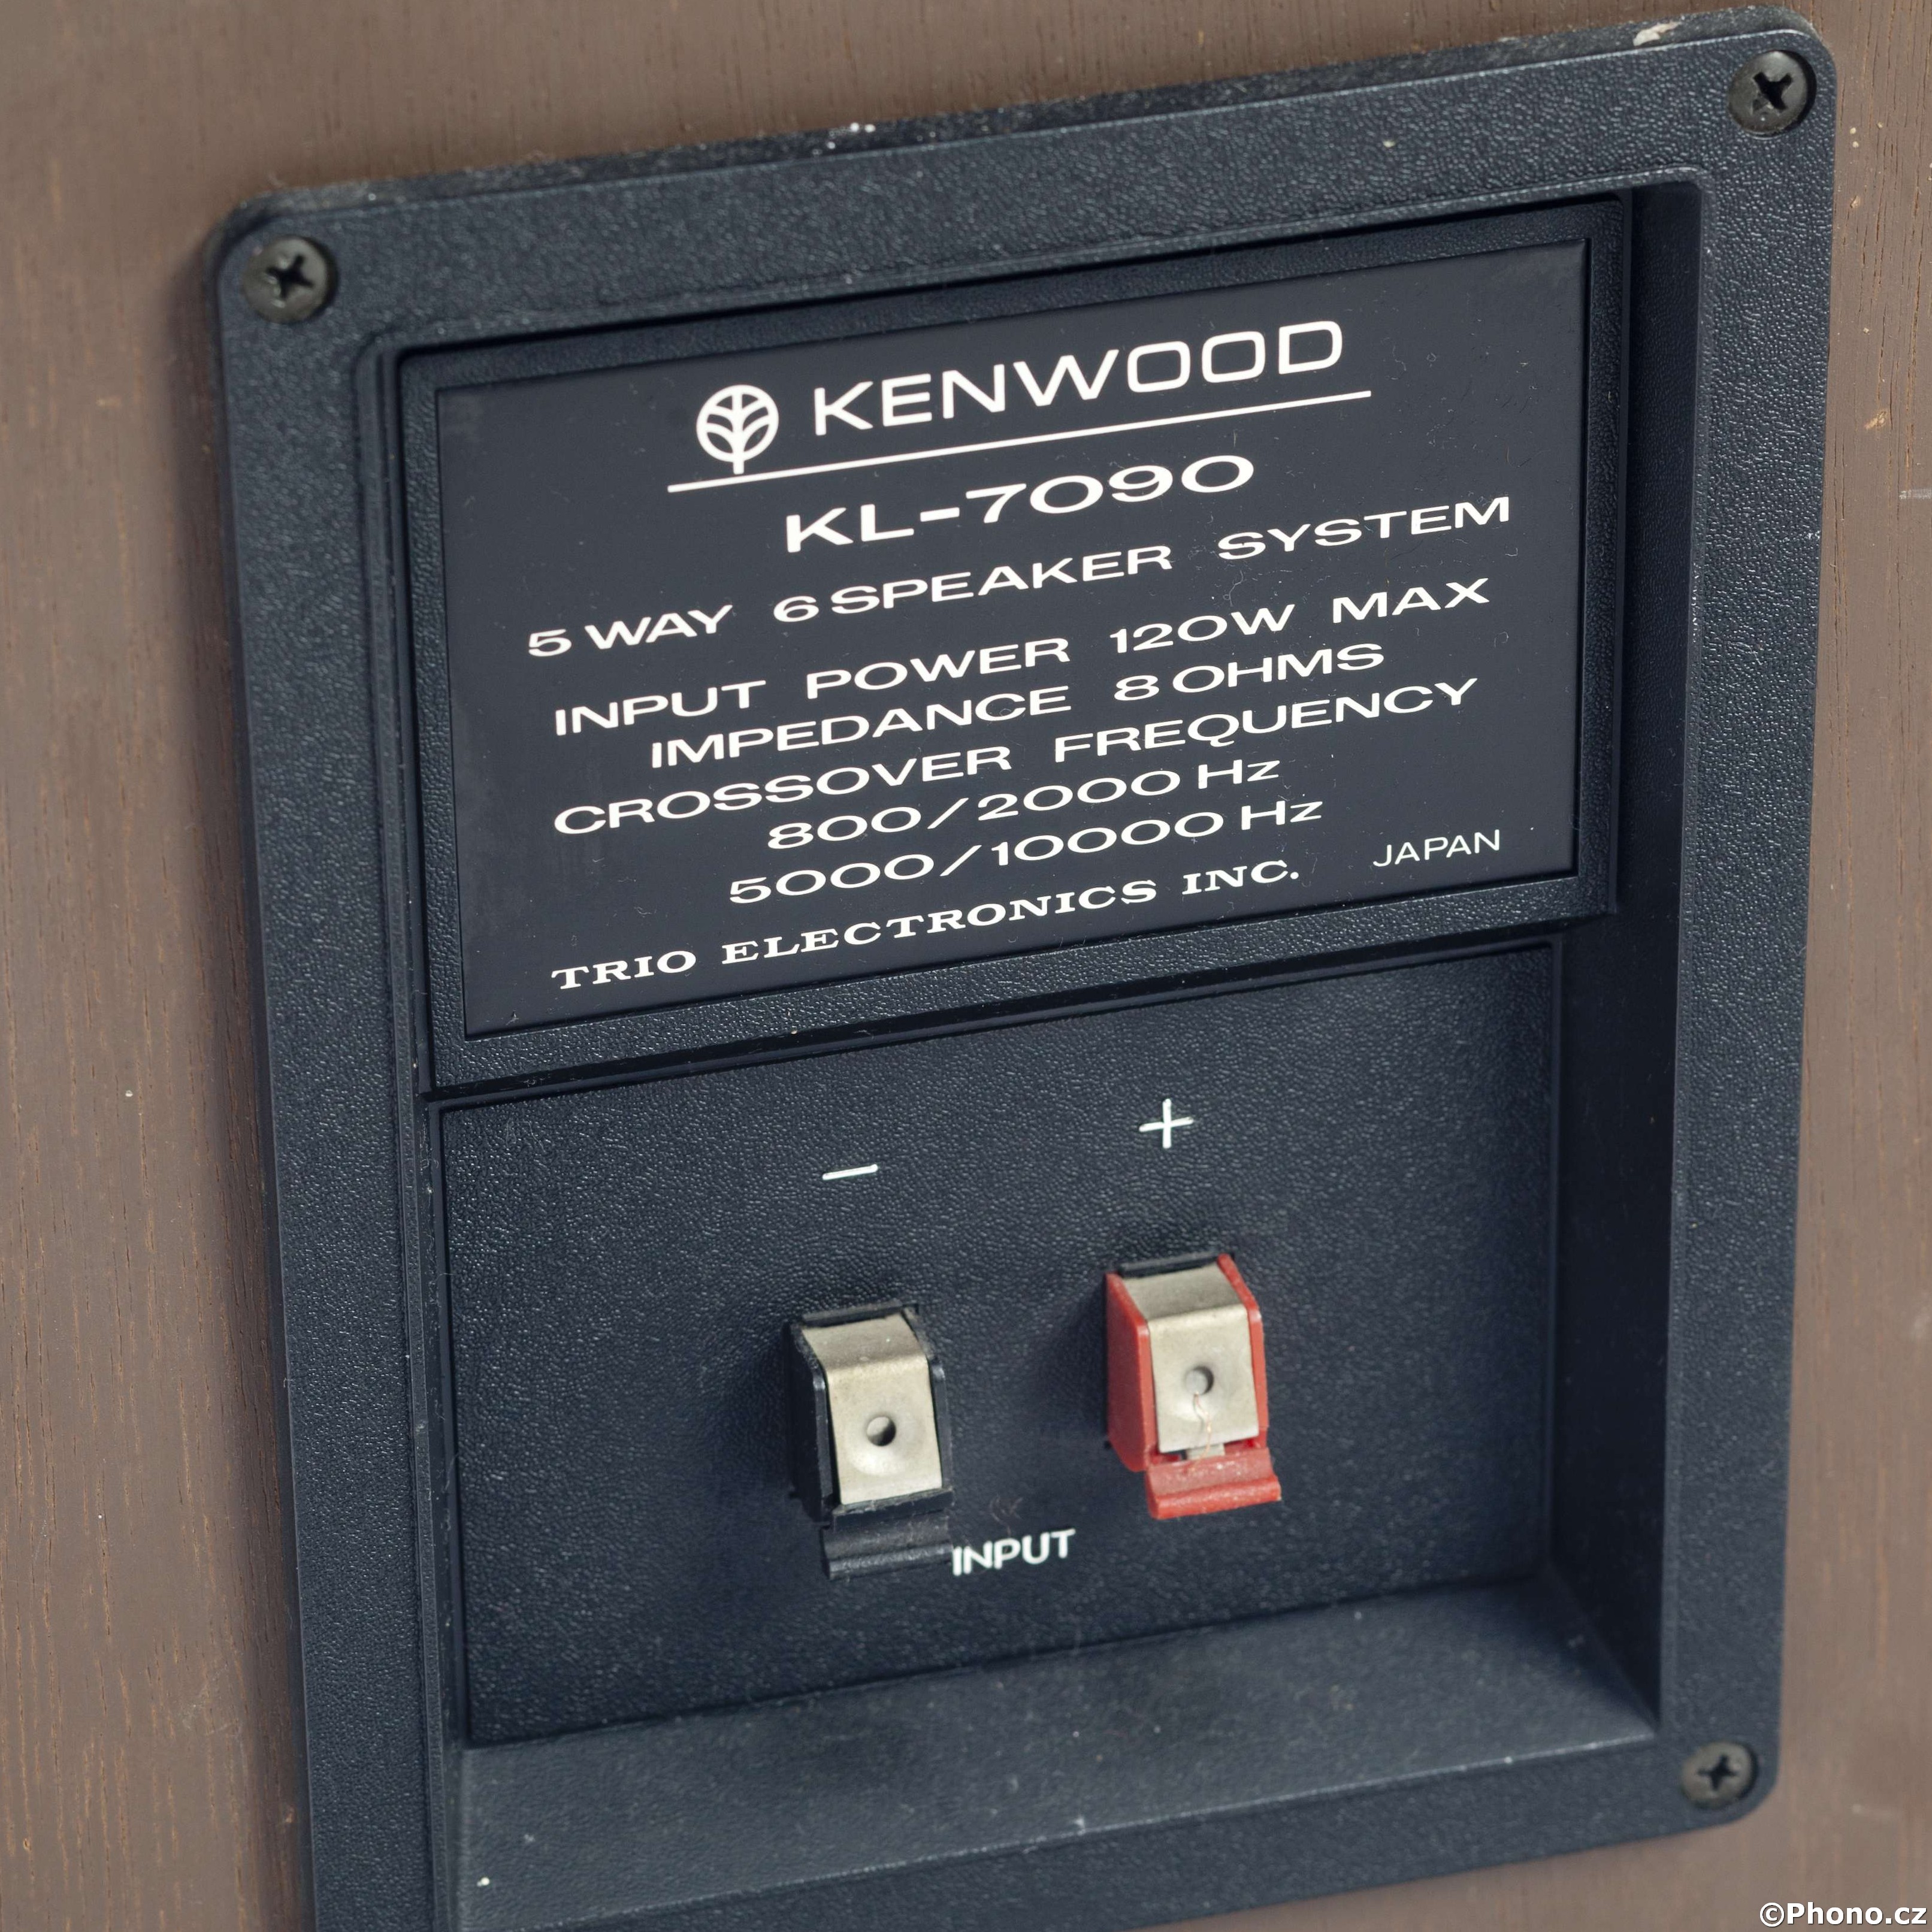 KENWOOD
KL-7090
5 WAY 6 SPEAKER SYSTEM
INPUT POWER 120W MAX
IMPEDANCE 8 OHMS
CROSSOVER FREQUENCY
800/2000 Hz
5000/10000 Hz
TRIO ELECTRONICS INC. JAPAN
- +
INPUT
©Phono.cz